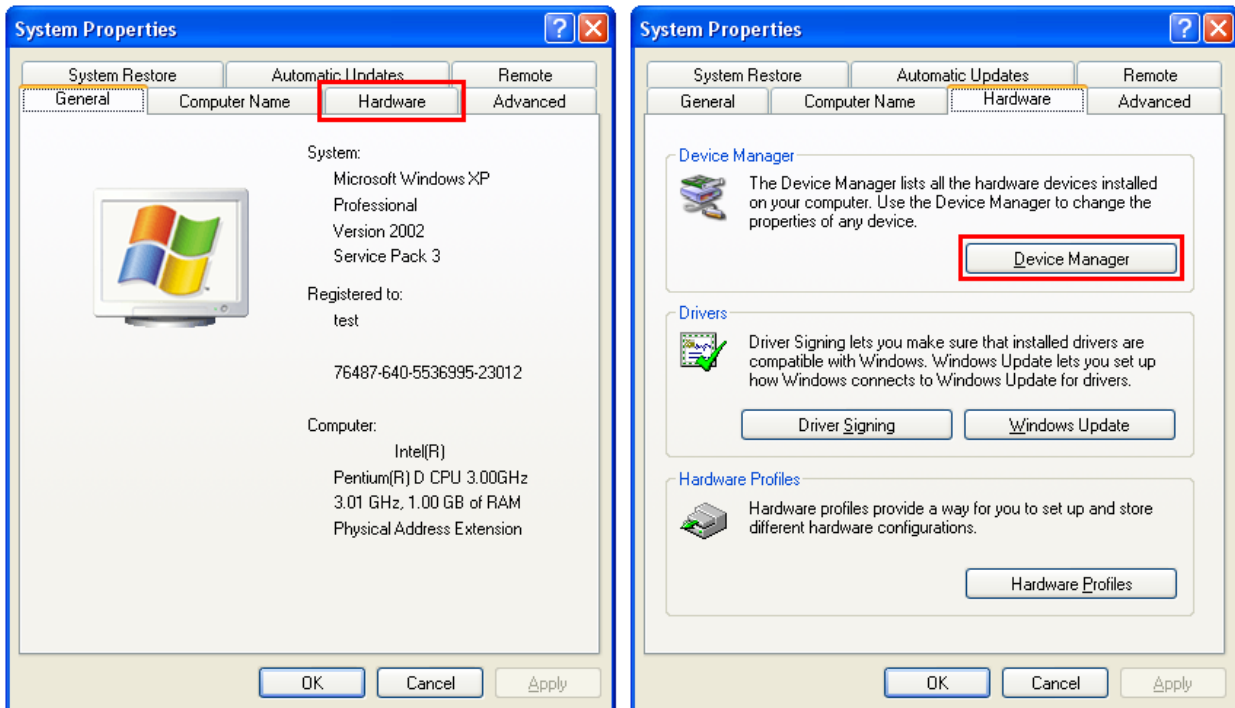 System Properties
System Restore
Automatic Updates
Remote
General
Computer Name
Hardware
Advanced
System:
Microsoft Windows XP
Professional
Version 2002
Service Pack 3
Registered to:
test
76487-640-5536995-23012
Computer:
Intel(R)
Pentium(R) D CPU 3.00GHz
3.01 GHz, 1.00 GB of RAM
Physical Address Extension
OK
Cancel
Apply
System Properties
System Restore
Automatic Updates
Remote
General
Computer Name
Hardware
Advanced
Device Manager
The Device Manager lists all the hardware devices installed
on your computer. Use the Device Manager to change the
properties of any device.
Device Manager
Drivers
Driver Signing lets you make sure that installed drivers are
compatible with Windows. Windows Update lets you set up
how Windows connects to Windows Update for drivers.
Driver Signing
Windows Update
Hardware Profiles
Hardware profiles provide a way for you to set up and store
different hardware configurations.
Hardware Profiles
OK
Cancel
Apply